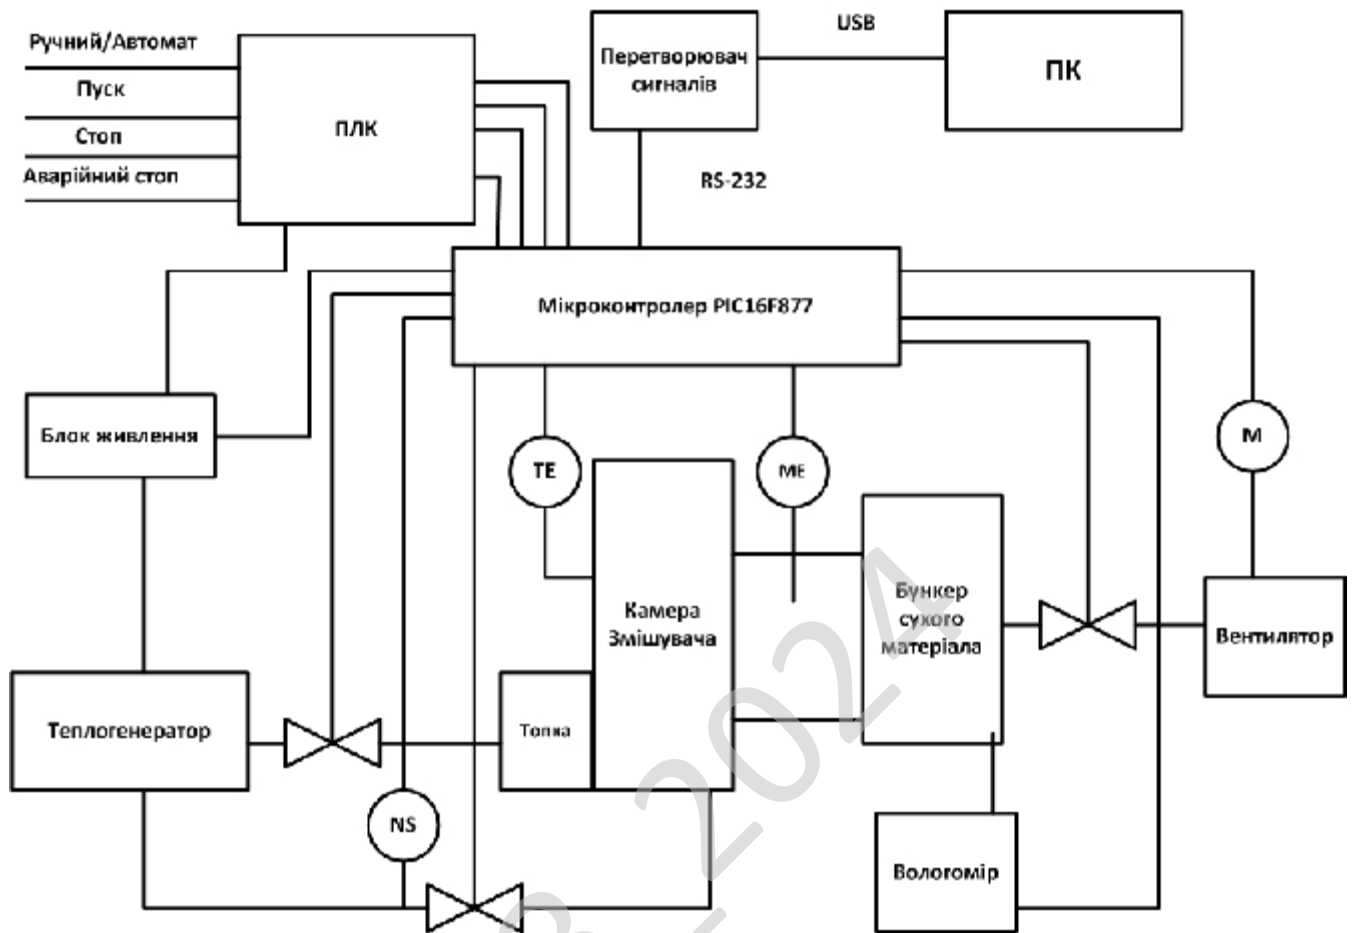 Ручний/Автомат
Пуск
Стоп
Аварійний стоп
ПЛК
Перетворювач
сигналів
USB
ПК
RS-232
Мікроконтролер PIC16F877
Блок живлення
TE
ME
M
Камера
Змішувача
Бункер
сухого
матеріала
Вентилятор
Теплогенератор
Топка
NS
Вологомір
2024